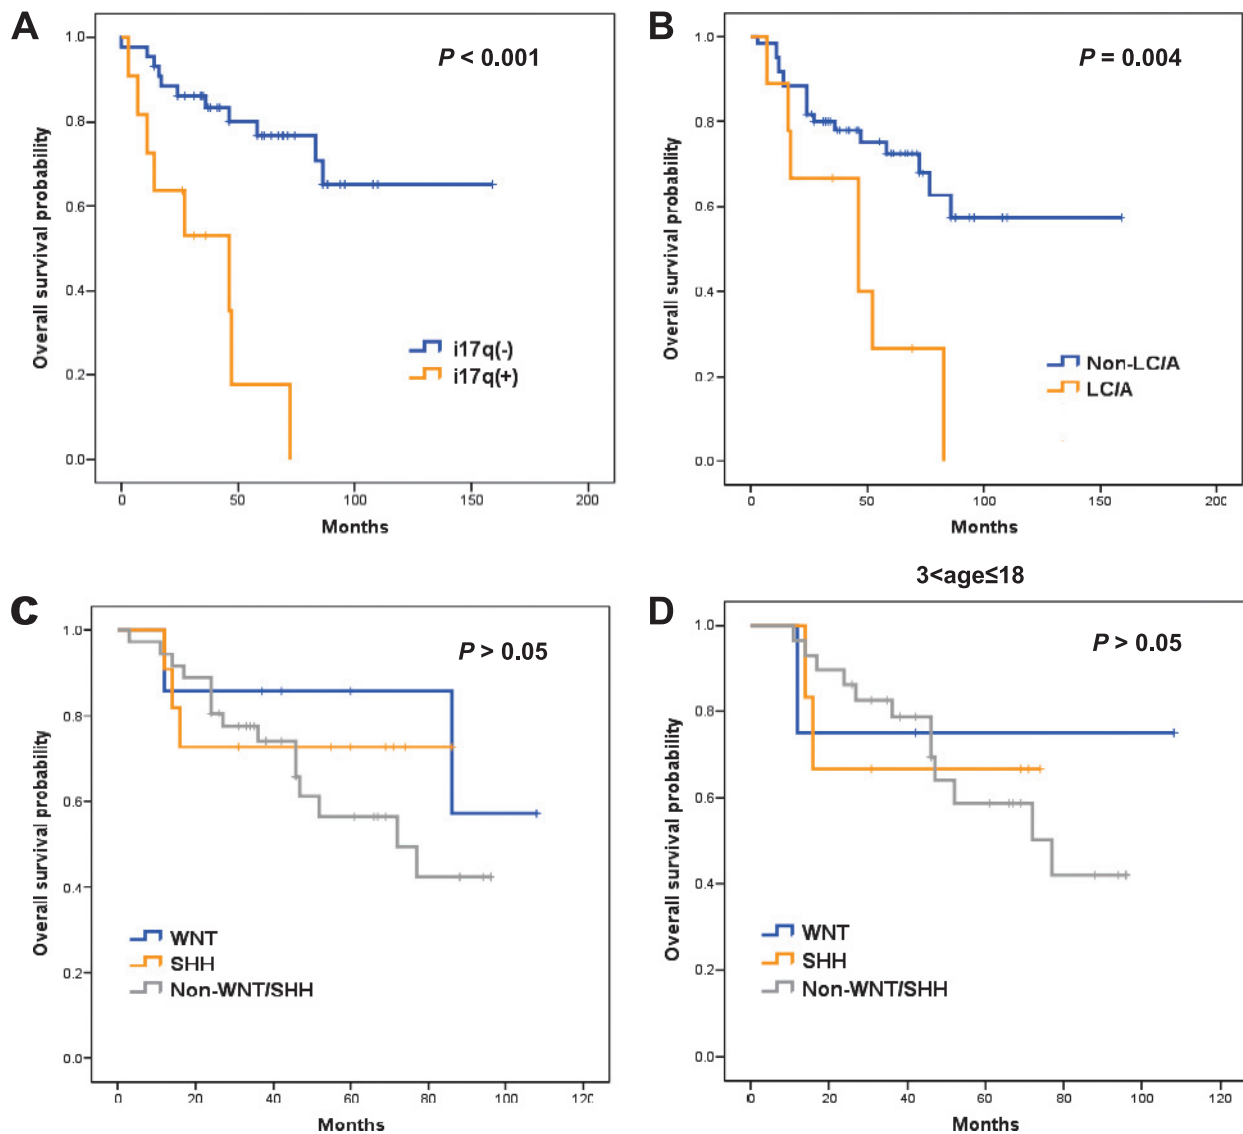 A
P < 0.001
Overall survival probability
1.0
0.8
0.6
0.4
0.2
0.0
i17q(-)
i17q(+)
0 50 100 150 200
Months
B
P = 0.004
Overall survival probability
1.0
0.8
0.6
0.4
0.2
0.0
Non-LC/A
LC/A
0 50 100 150 200
Months
C
P > 0.05
Overall survival probability
1.0
0.8
0.6
0.4
0.2
0.0
WNT
SHH
Non-WNT/SHH
0 20 40 60 80 100 120
Months
3<age≤18
D
P > 0.05
Overall survival probability
1.0
0.8
0.6
0.4
0.2
0.0
WNT
SHH
Non-WNT/SHH
0 20 40 60 80 100 120
Months